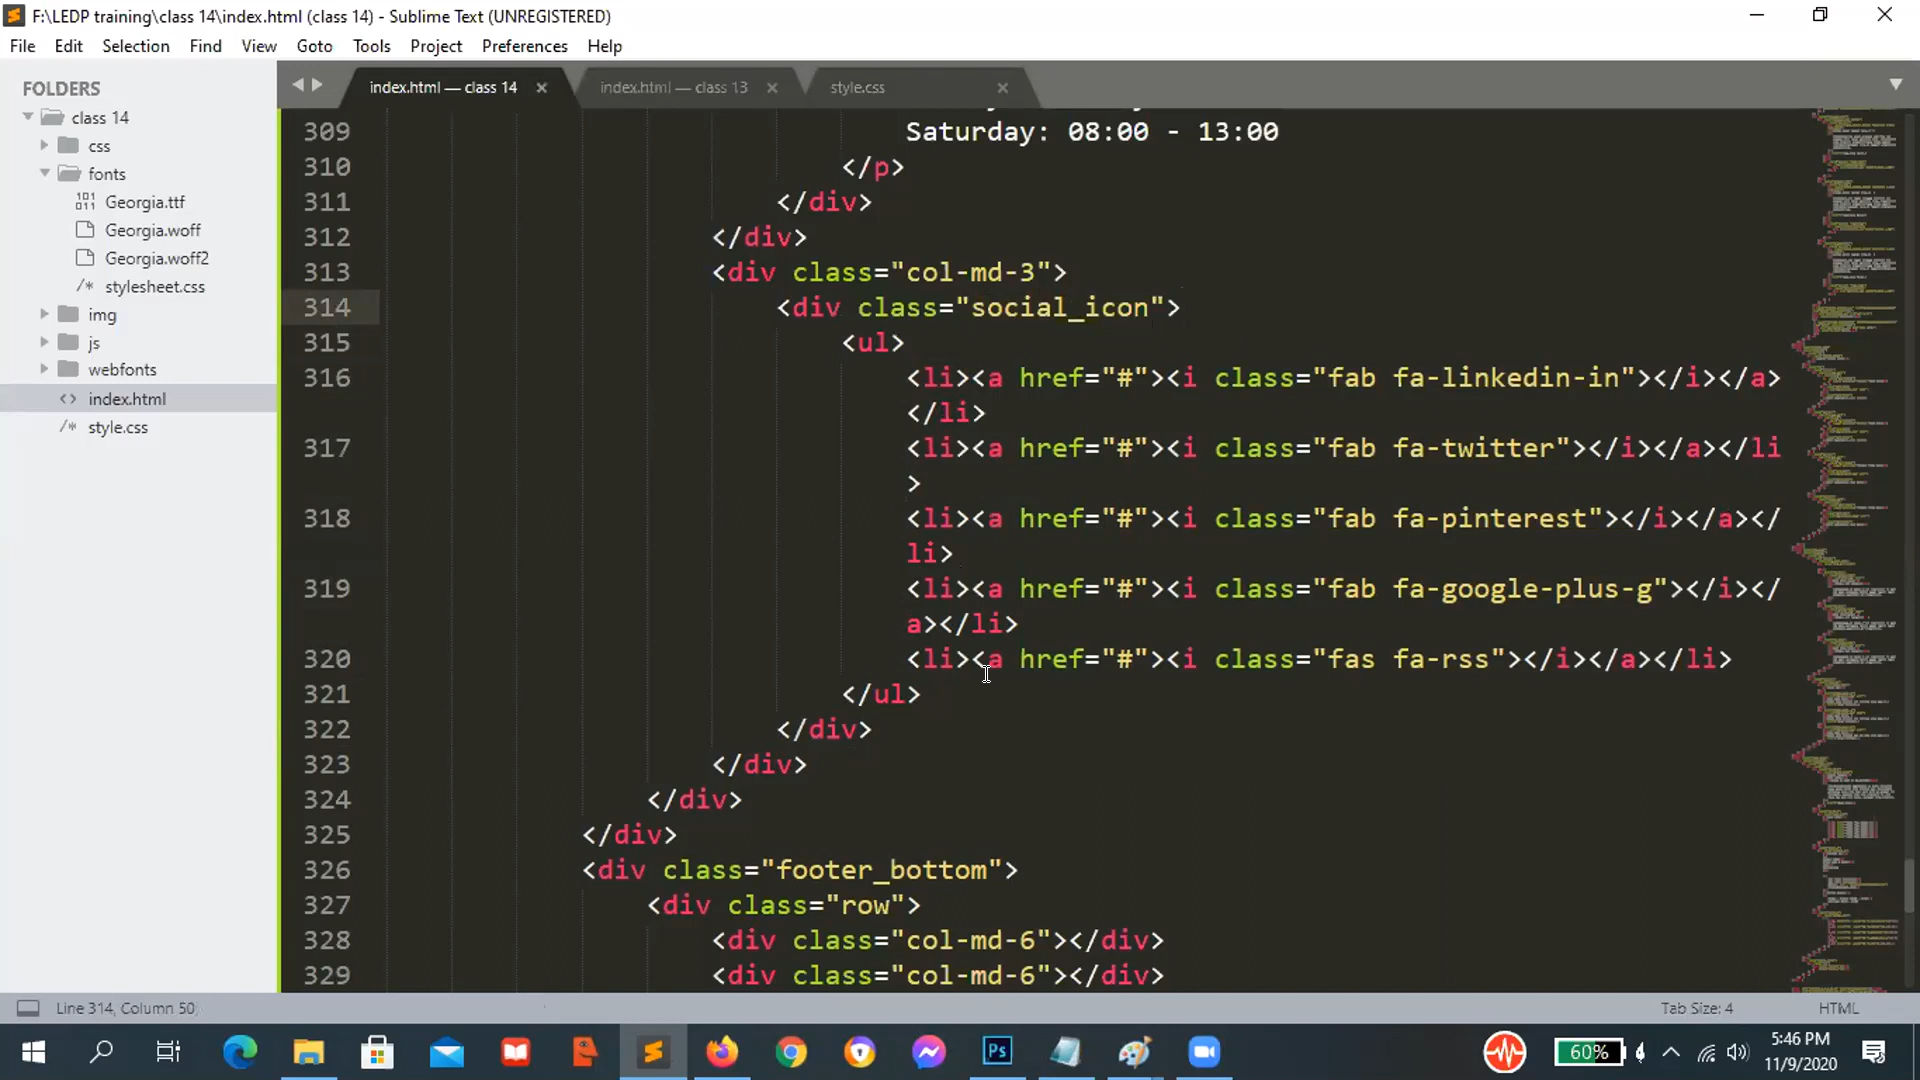 F:\LEDP training\class 14\index.html (class 14) - Sublime Text (UNREGISTERED)
File Edit Selection Find View Goto Tools Project Preferences Help
FOLDERS
class 14
css
fonts
Georgia.ttf
Georgia.woff
Georgia.woff2
/* stylesheet.css
img
js
webfonts
<> index.html
/* style.css
index.html — class 14 × index.html — class 13 × style.css ×
309 Saturday: 08:00 - 13:00
310 </p>
311 </div>
312 </div>
313 <div class="col-md-3">
314 <div class="social_icon">
315 <ul>
316 <li><a href="#"><i class="fab fa-linkedin-in"></i></a>
</li>
317 <li><a href="#"><i class="fab fa-twitter"></i></a></li
>
318 <li><a href="#"><i class="fab fa-pinterest"></i></a></
li>
319 <li><a href="#"><i class="fab fa-google-plus-g"></i></
a></li>
320 <li><a href="#"><i class="fas fa-rss"></i></a></li>
321 </ul>
322 </div>
323 </div>
324 </div>
325 </div>
326 <div class="footer_bottom">
327 <div class="row">
328 <div class="col-md-6"></div>
329 <div class="col-md-6"></div>
Line 314, Column 50 Tab Size: 4 HTML
Ps
60%
5:46 PM
11/9/2020